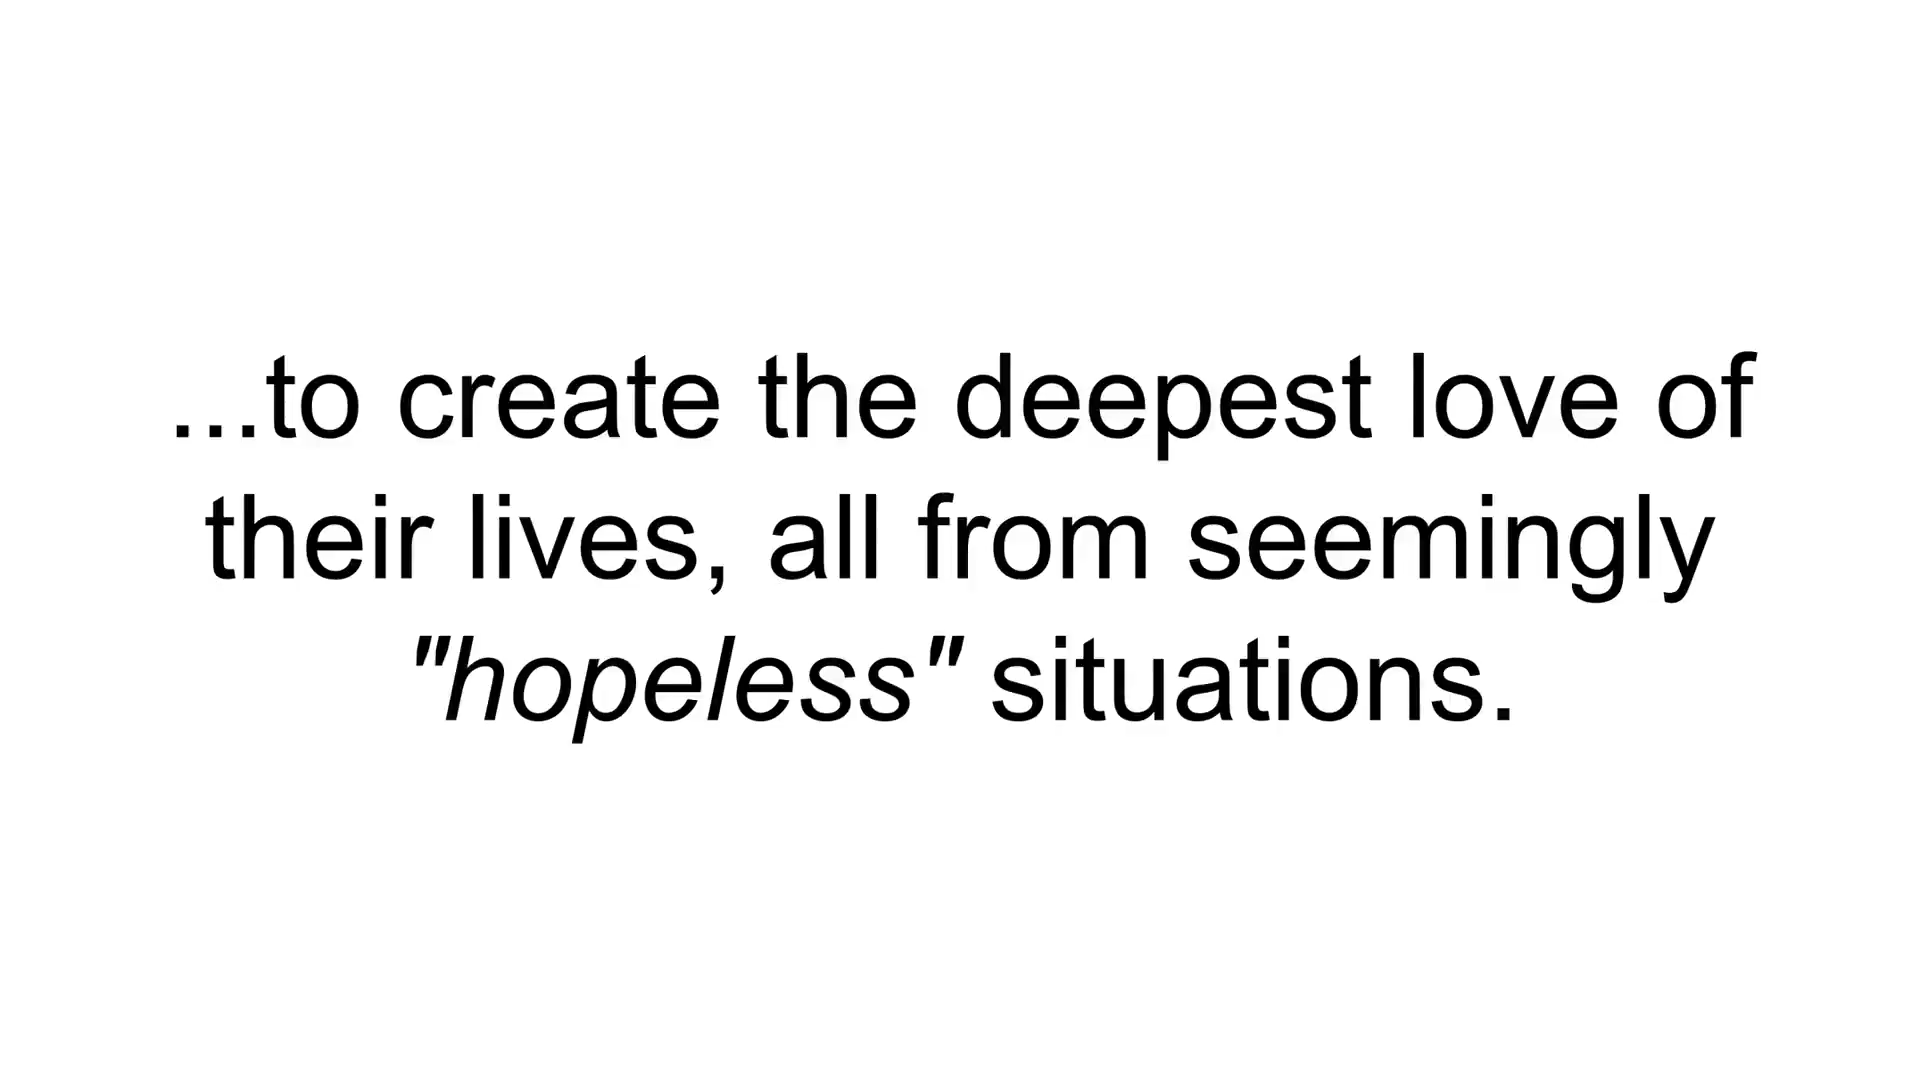 ...to create the deepest love of
their lives, all from seemingly
"hopeless" situations.